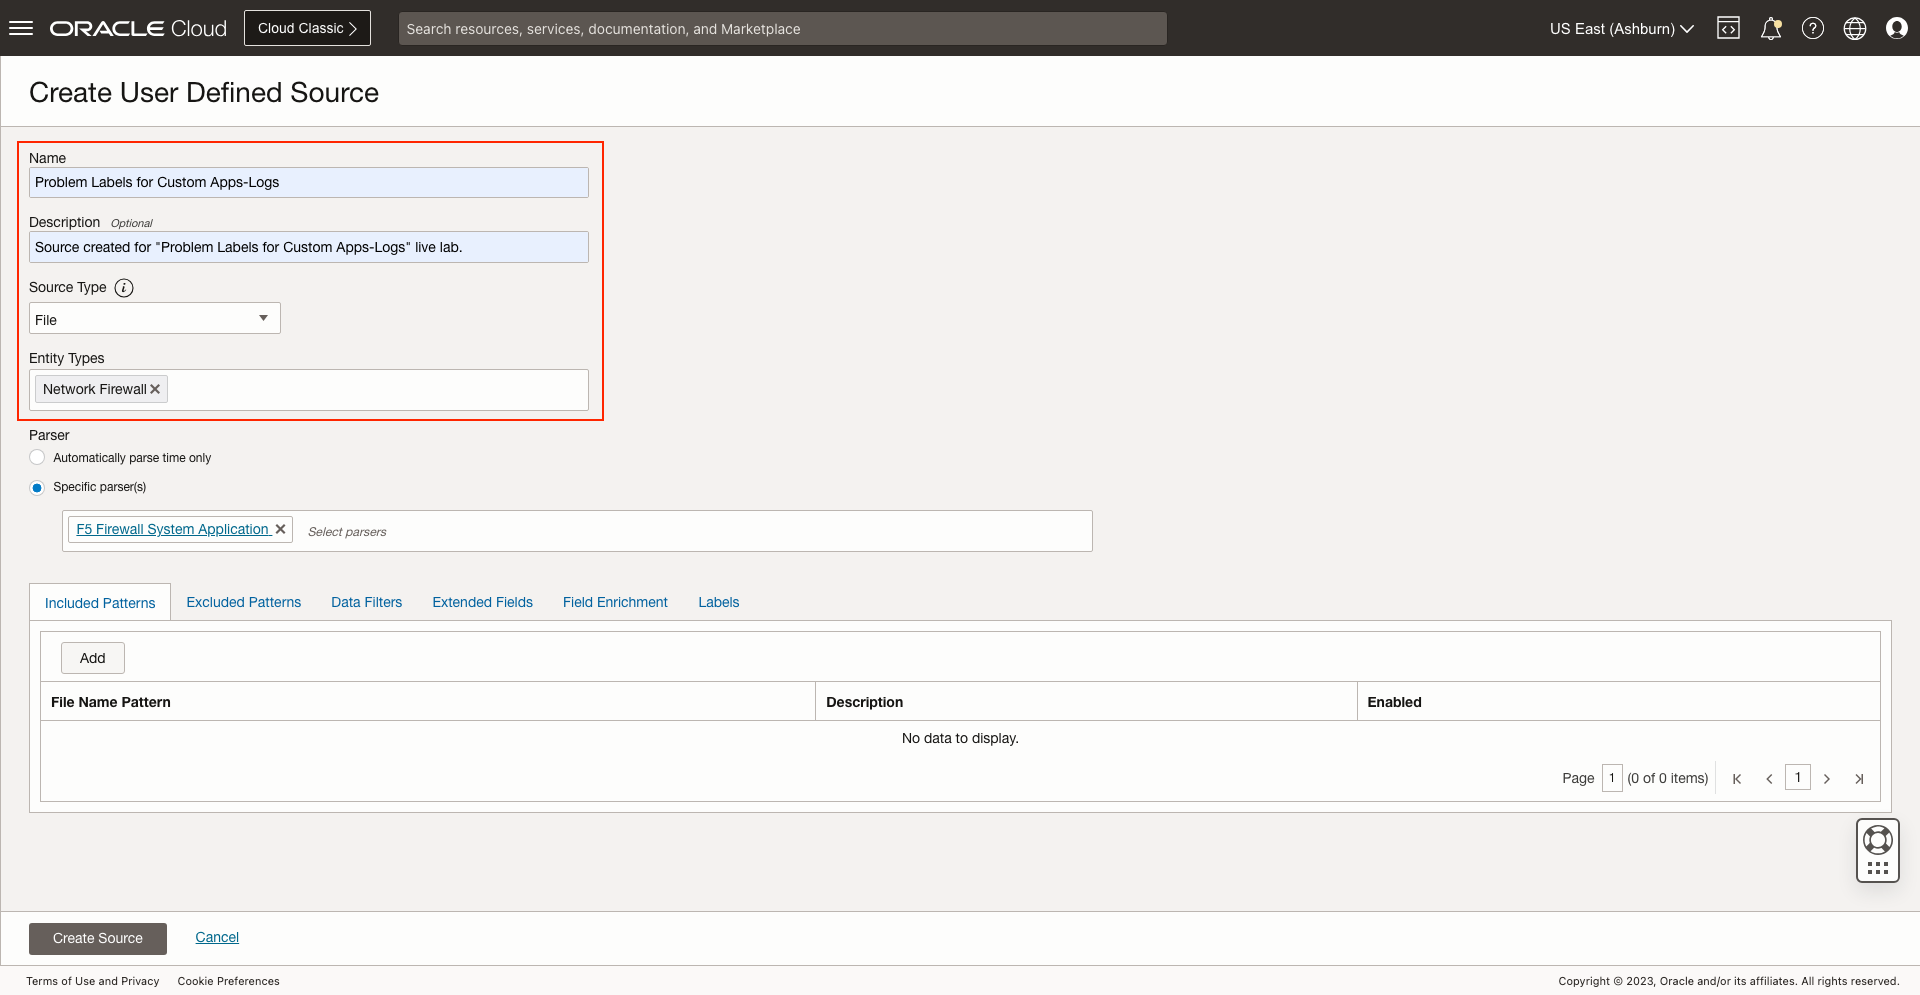 ORACLE Cloud
Cloud Classic
Search resources, services, documentation, and Marketplace
US East (Ashburn)
Create User Defined Source
Name
Problem Labels for Custom Apps-Logs
Description Optional
Source created for "Problem Labels for Custom Apps-Logs" live lab.
Source Type i
File
Entity Types
Network Firewall
Parser
Automatically parse time only
Specific parser(s)
F5 Firewall System Application Select parsers
Included Patterns Excluded Patterns Data Filters Extended Fields Field Enrichment Labels
Add
File Name Pattern Description Enabled
No data to display.
Page 1 (0 of 0 items) 1
Create Source Cancel
Terms of Use and Privacy Cookie Preferences
Copyright © 2023, Oracle and/or its affiliates. All rights reserved.